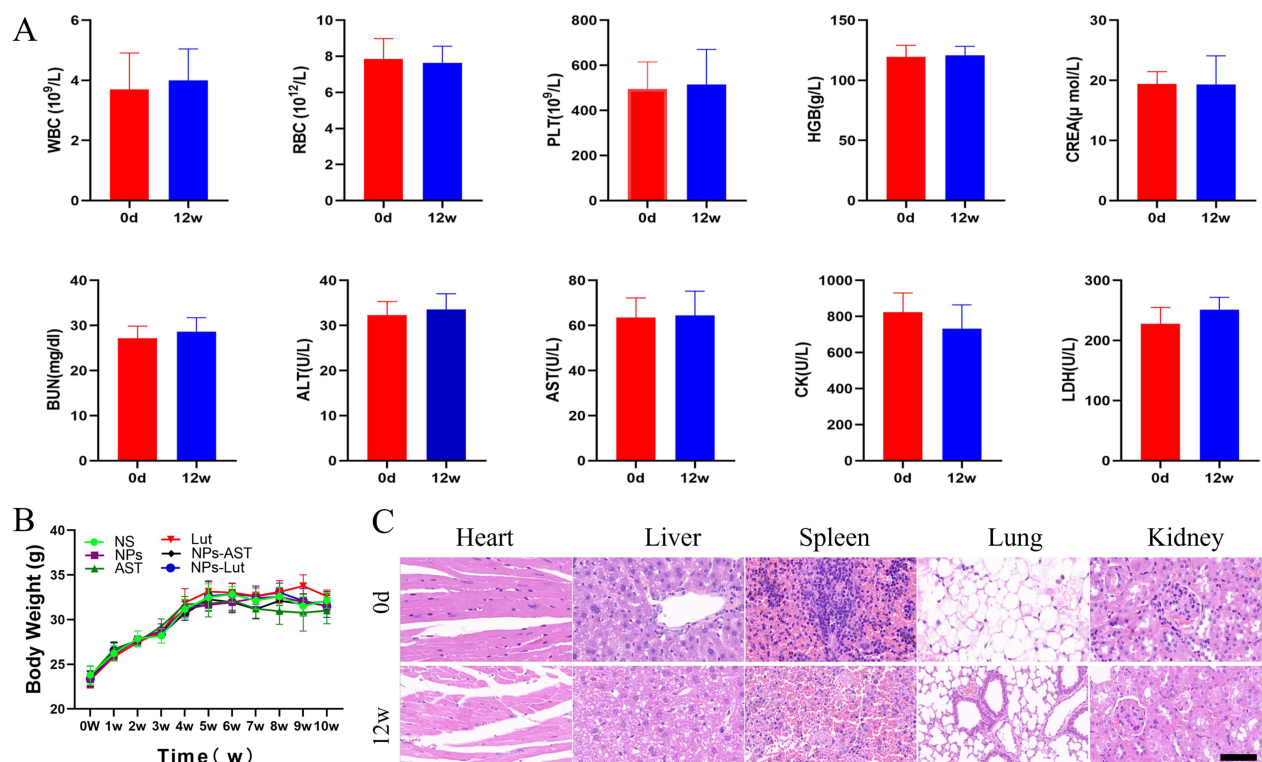 A
WBC (10⁹/L)
6
4
2
0
0d 12w
RBC (10¹²/L)
10
8
6
4
2
0
0d 12w
PLT(10⁹/L)
800
600
400
200
0
0d 12w
HGB(g/L)
150
100
50
0
0d 12w
CREA(μ mol/L)
30
20
10
0
0d 12w
BUN(mg/dl)
40
30
20
10
0
0d 12w
ALT(U/L)
40
30
20
10
0
0d 12w
AST(U/L)
80
60
40
20
0
0d 12w
CK(U/L)
1000
800
600
400
200
0
0d 12w
LDH(U/L)
300
200
100
0
0d 12w
B
Body Weight (g)
40
35
30
25
20
NS
NPs
AST
Lut
NPs-AST
NPs-Lut
0W 1w 2w 3w 4w 5w 6w 7w 8w 9w 10w
Time( w)
C
Heart Liver Spleen Lung Kidney
0d
12w